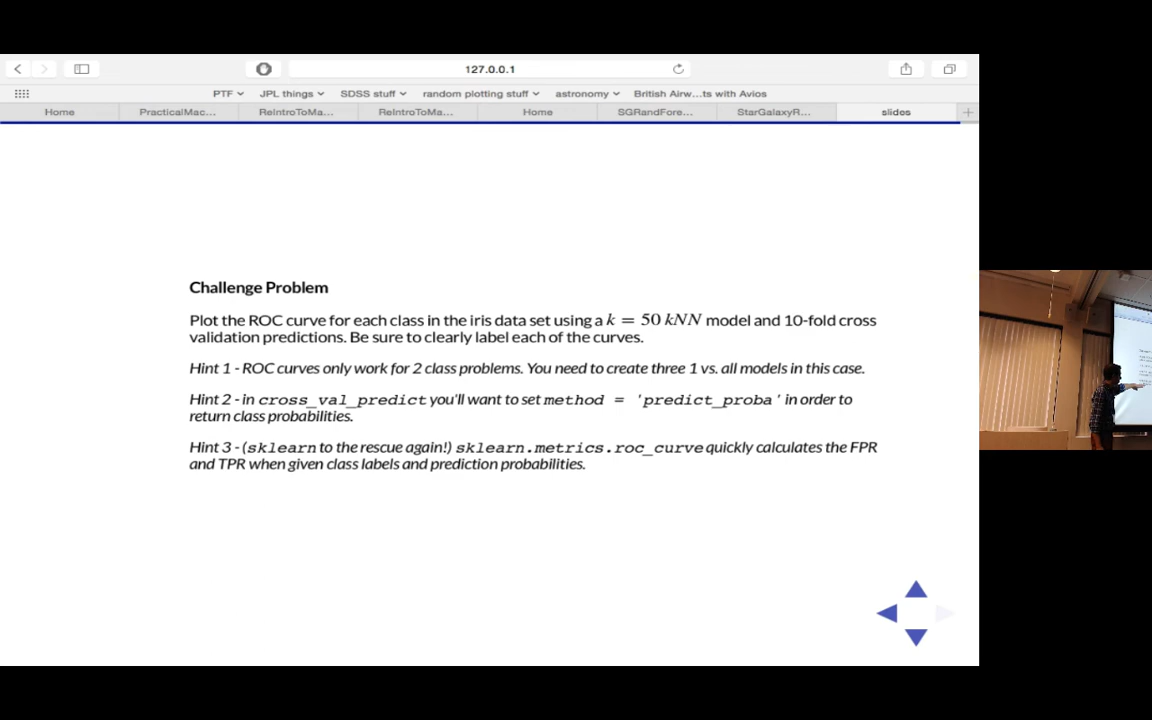 127.0.0.1
PTF JPL things SDSS stuff random plotting stuff astronomy British Airw...ts with Avios
Home PracticalMac... ReIntroToMa... ReIntroToMa... Home SGRandFore... StarGalaxyR... slides
Challenge Problem
Plot the ROC curve for each class in the iris data set using a k = 50 kNN model and 10-fold cross
validation predictions. Be sure to clearly label each of the curves.
Hint 1 - ROC curves only work for 2 class problems. You need to create three 1 vs. all models in this case.
Hint 2 - in cross_val_predict you'll want to set method = 'predict_proba' in order to
return class probabilities.
Hint 3 - (sklearn to the rescue again!) sklearn.metrics.roc_curve quickly calculates the FPR
and TPR when given class labels and prediction probabilities.